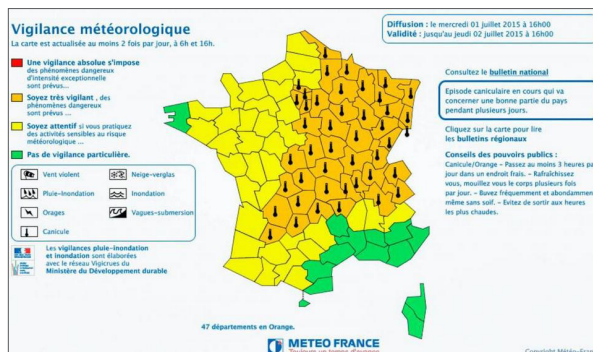 Vigilance météorologique
La carte est actualisée au moins 2 fois par jour, à 6h et 16h.
Une vigilance absolue s'impose
des phénomènes dangereux
d'intensité exceptionnelle
sont prévus...
Soyez très vigilant, des
phénomènes dangereux
sont prévus ...
Soyez attentif si vous pratiquez
des activités sensibles au risque
météorologique ...
Pas de vigilance particulière.
Vent violent
Neige-verglas
Pluie-Inondation
Inondation
Orages
Vagues-submersion
Canicule
Les vigilances pluie-inondation
et inondation sont élaborées
avec le réseau Vigicrues du
Ministère du Développement durable
47 départements en Orange.
METEO FRANCE
Toujours un temps d'avance
Diffusion : le mercredi 01 juillet 2015 à 16h00
Validité : jusqu'au jeudi 02 juillet 2015 à 16h00
Consultez le bulletin national
Episode caniculaire en cours qui va
concerner une bonne partie du pays
pendant plusieurs jours.
Cliquez sur la carte pour lire
les bulletins régionaux
Conseils des pouvoirs publics :
Canicule/Orange - Passez au moins 3 heures pa
jour dans un endroit frais. - Rafraîchissez
vous, mouillez vous le corps plusieurs fois
par jour. - Buvez fréquemment et abondammen
même sans soif. - Evitez de sortir aux heures
les plus chaudes.
Copyright Météo-Fran